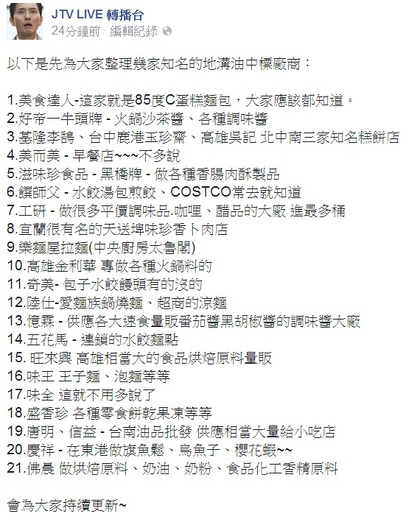 JTV LIVE 轉播台
24分鐘前 · 編輯紀錄 ·
以下是先為大家整理幾家知名的地溝油中標廠商：
1.美食達人-這家就是85度C蛋糕麵包，大家應該都知道。
2.好帝一牛頭牌 - 火鍋沙茶醬、各種調味醬
3.基隆李鵠、台中鹿港玉珍齋、高雄吳記 北中南三家知名糕餅店
4.美而美 - 早餐店~~~不多說
5.滋味珍食品 - 黑橋牌 - 做各種香腸肉酥製品
6.饌師父 - 水餃湯包煎餃、COSTCO常去就知道
7.工研 - 做很多平價調味品.咖哩、醋品的大廠 進最多桶
8.宜蘭很有名的天送埤味珍香卜肉店
9.樂麵屋拉麵(中央廚房太魯閣)
10.高雄金利華 專做各種火鍋料的
11.奇美- 包子水餃饅頭有的沒的
12.陸仕-愛麵族鍋燒麵、超商的涼麵
13.憶霖 - 供應各大速食量販番茄醬黑胡椒醬的調味醬大廠
14.五花馬 - 連鎖的水餃麵點
15. 旺來興 高雄相當大的食品烘焙原料量販
16.味王 王子麵、泡麵等等
17.味全 這就不用多說了
18.盛香珍 各種零食餅乾果凍等等
19.唐明、信益 - 台南油品批發 供應相當大量給小吃店
20.慶祥 - 在東港做旗魚鬆、烏魚子、櫻花蝦~~
21.佛晨 做烘焙原料、奶油、奶粉、食品化工香精原料
會為大家持續更新~